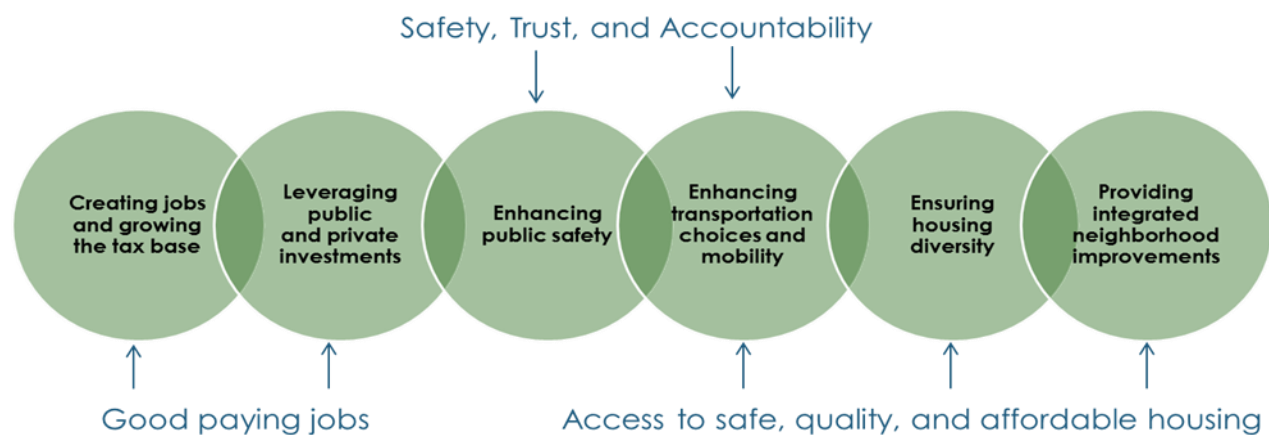 Safety, Trust, and Accountability
Creating jobs
and growing
the tax base
Leveraging
public
and private
investments
Enhancing
public safety
Enhancing
transportation
choices and
mobility
Ensuring
housing
diversity
Providing
integrated
neighborhood
improvements
Good paying jobs
Access to safe, quality, and affordable housing